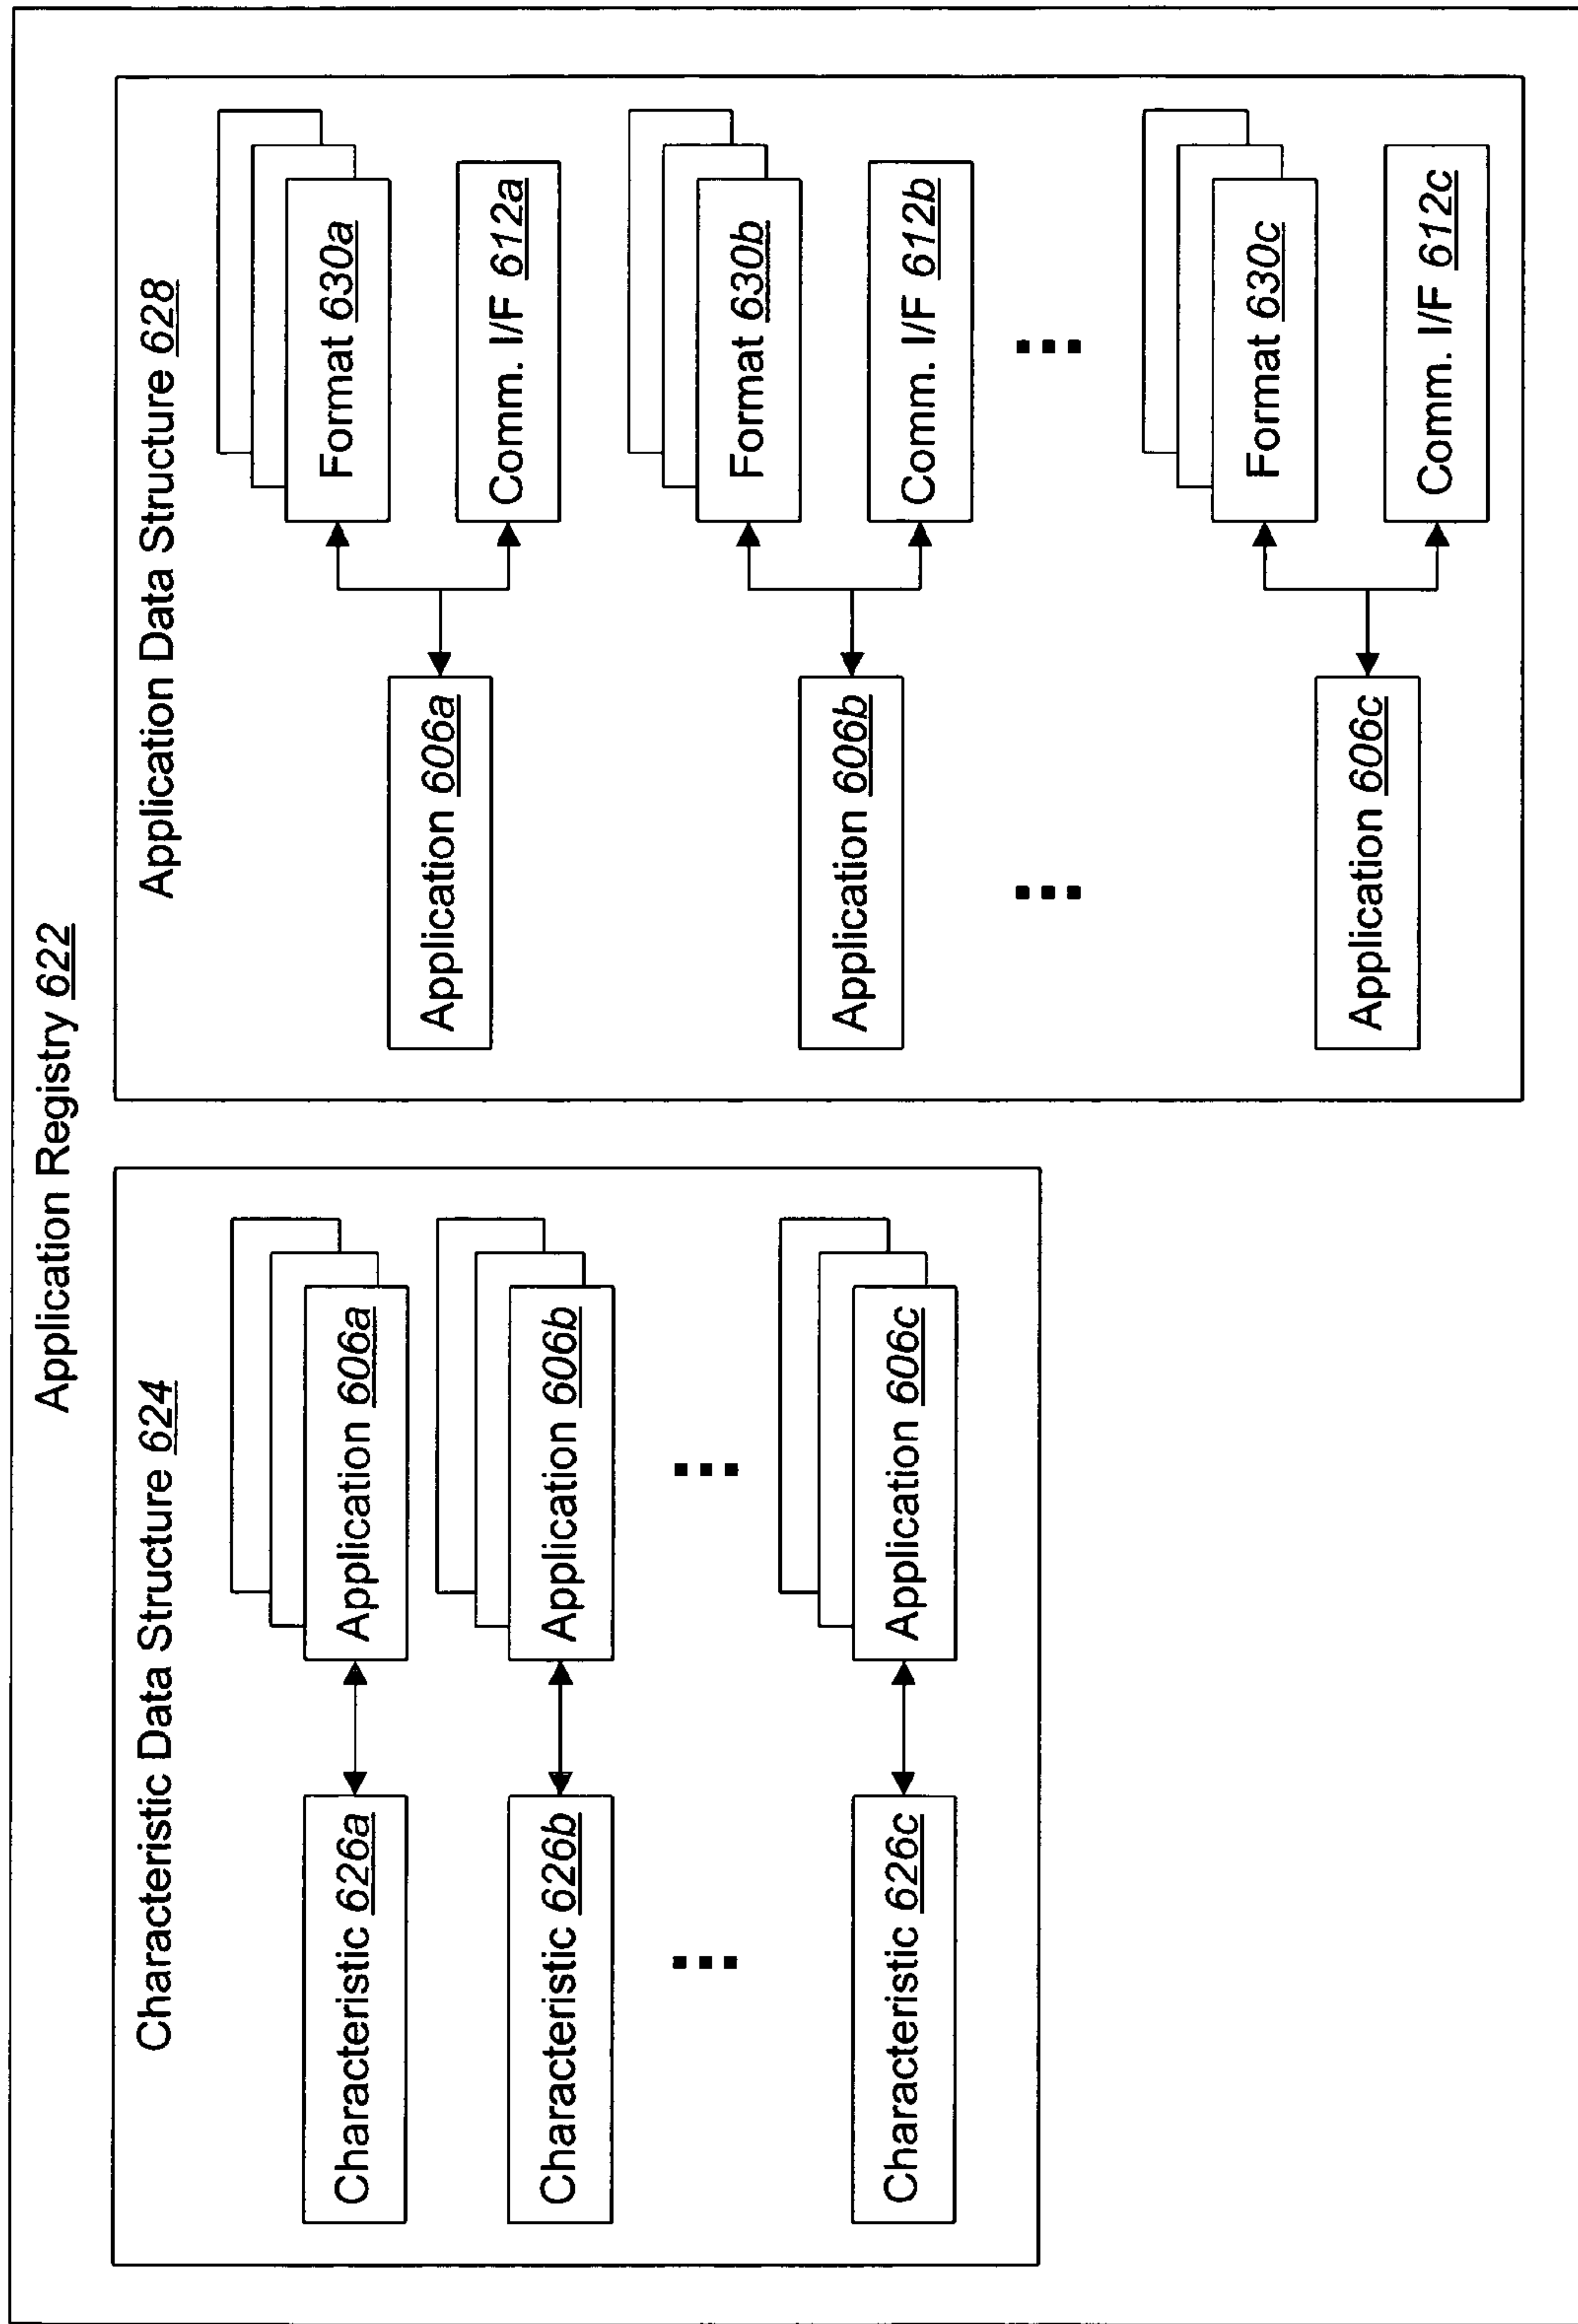 Application Registry 622
Characteristic Data Structure 624
Characteristic 626a
Application 606a
Characteristic 626b
Application 606b
...
...
Characteristic 626c
Application 606c
Application Data Structure 628
Application 606a
Format 630a
Comm. I/F 612a
Application 606b
Format 630b
Comm. I/F 612b
...
...
Application 606c
Format 630c
Comm. I/F 612c